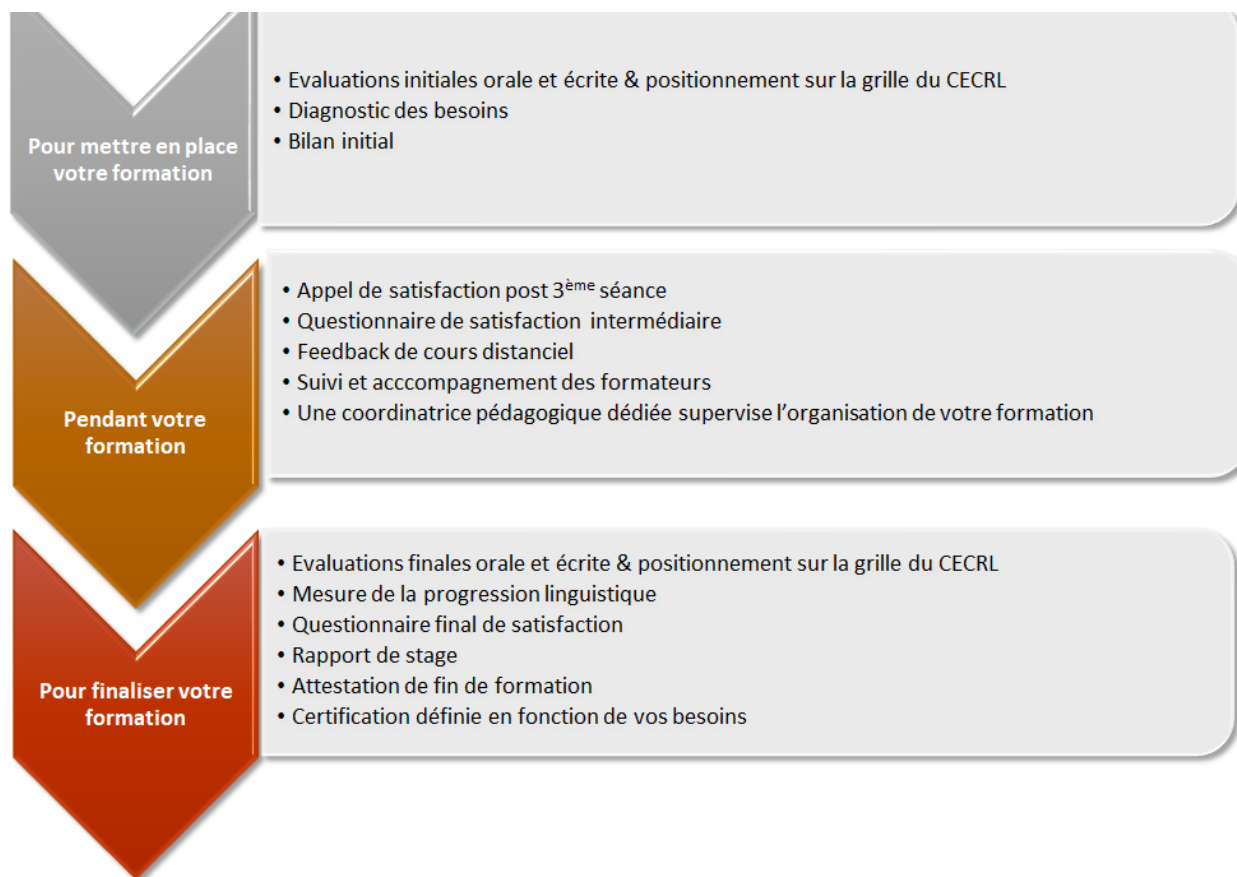 Pour mettre en place
votre formation
• Evaluations initiales orale et écrite & positionnement sur la grille du CECRL
• Diagnostic des besoins
• Bilan initial
Pendant votre
formation
• Appel de satisfaction post 3ème séance
• Questionnaire de satisfaction intermédiaire
• Feedback de cours distanciel
• Suivi et acccompagnement des formateurs
• Une coordinatrice pédagogique dédiée supervise l'organisation de votre formation
Pour finaliser votre
formation
• Evaluations finales orale et écrite & positionnement sur la grille du CECRL
• Mesure de la progression linguistique
• Questionnaire final de satisfaction
• Rapport de stage
• Attestation de fin de formation
• Certification définie en fonction de vos besoins